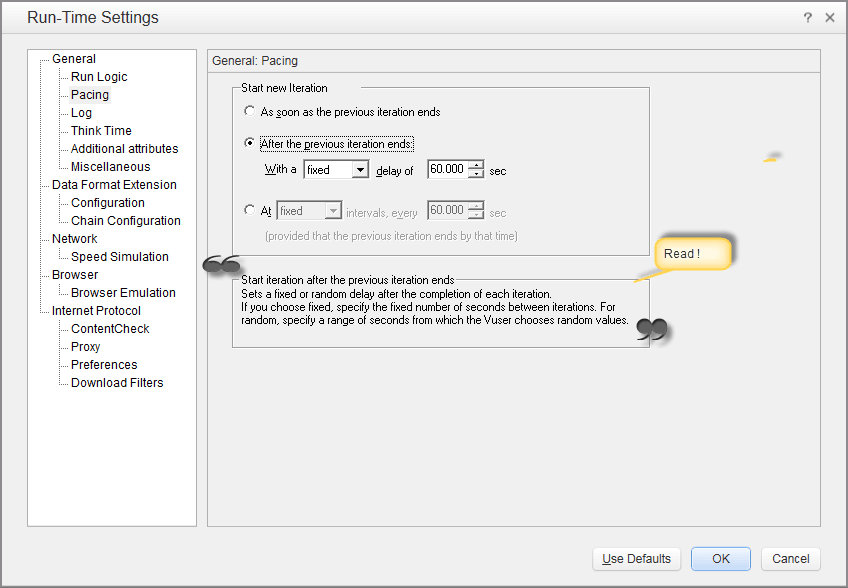 Run-Time Settings
? ×
General
Run Logic
Pacing
Log
Think Time
Additional attributes
Miscellaneous
Data Format Extension
Configuration
Chain Configuration
Network
Speed Simulation
Browser
Browser Emulation
Internet Protocol
ContentCheck
Proxy
Preferences
Download Filters
General: Pacing
Start new Iteration
As soon as the previous iteration ends
After the previous iteration ends:
With a fixed delay of 60.000 sec
At fixed intervals, every 60.000 sec
(provided that the previous iteration ends by that time)
Read !
“
Start iteration after the previous iteration ends
Sets a fixed or random delay after the completion of each iteration.
If you choose fixed, specify the fixed number of seconds between iterations. For
random, specify a range of seconds from which the Vuser chooses random values.
”
Use Defaults OK Cancel